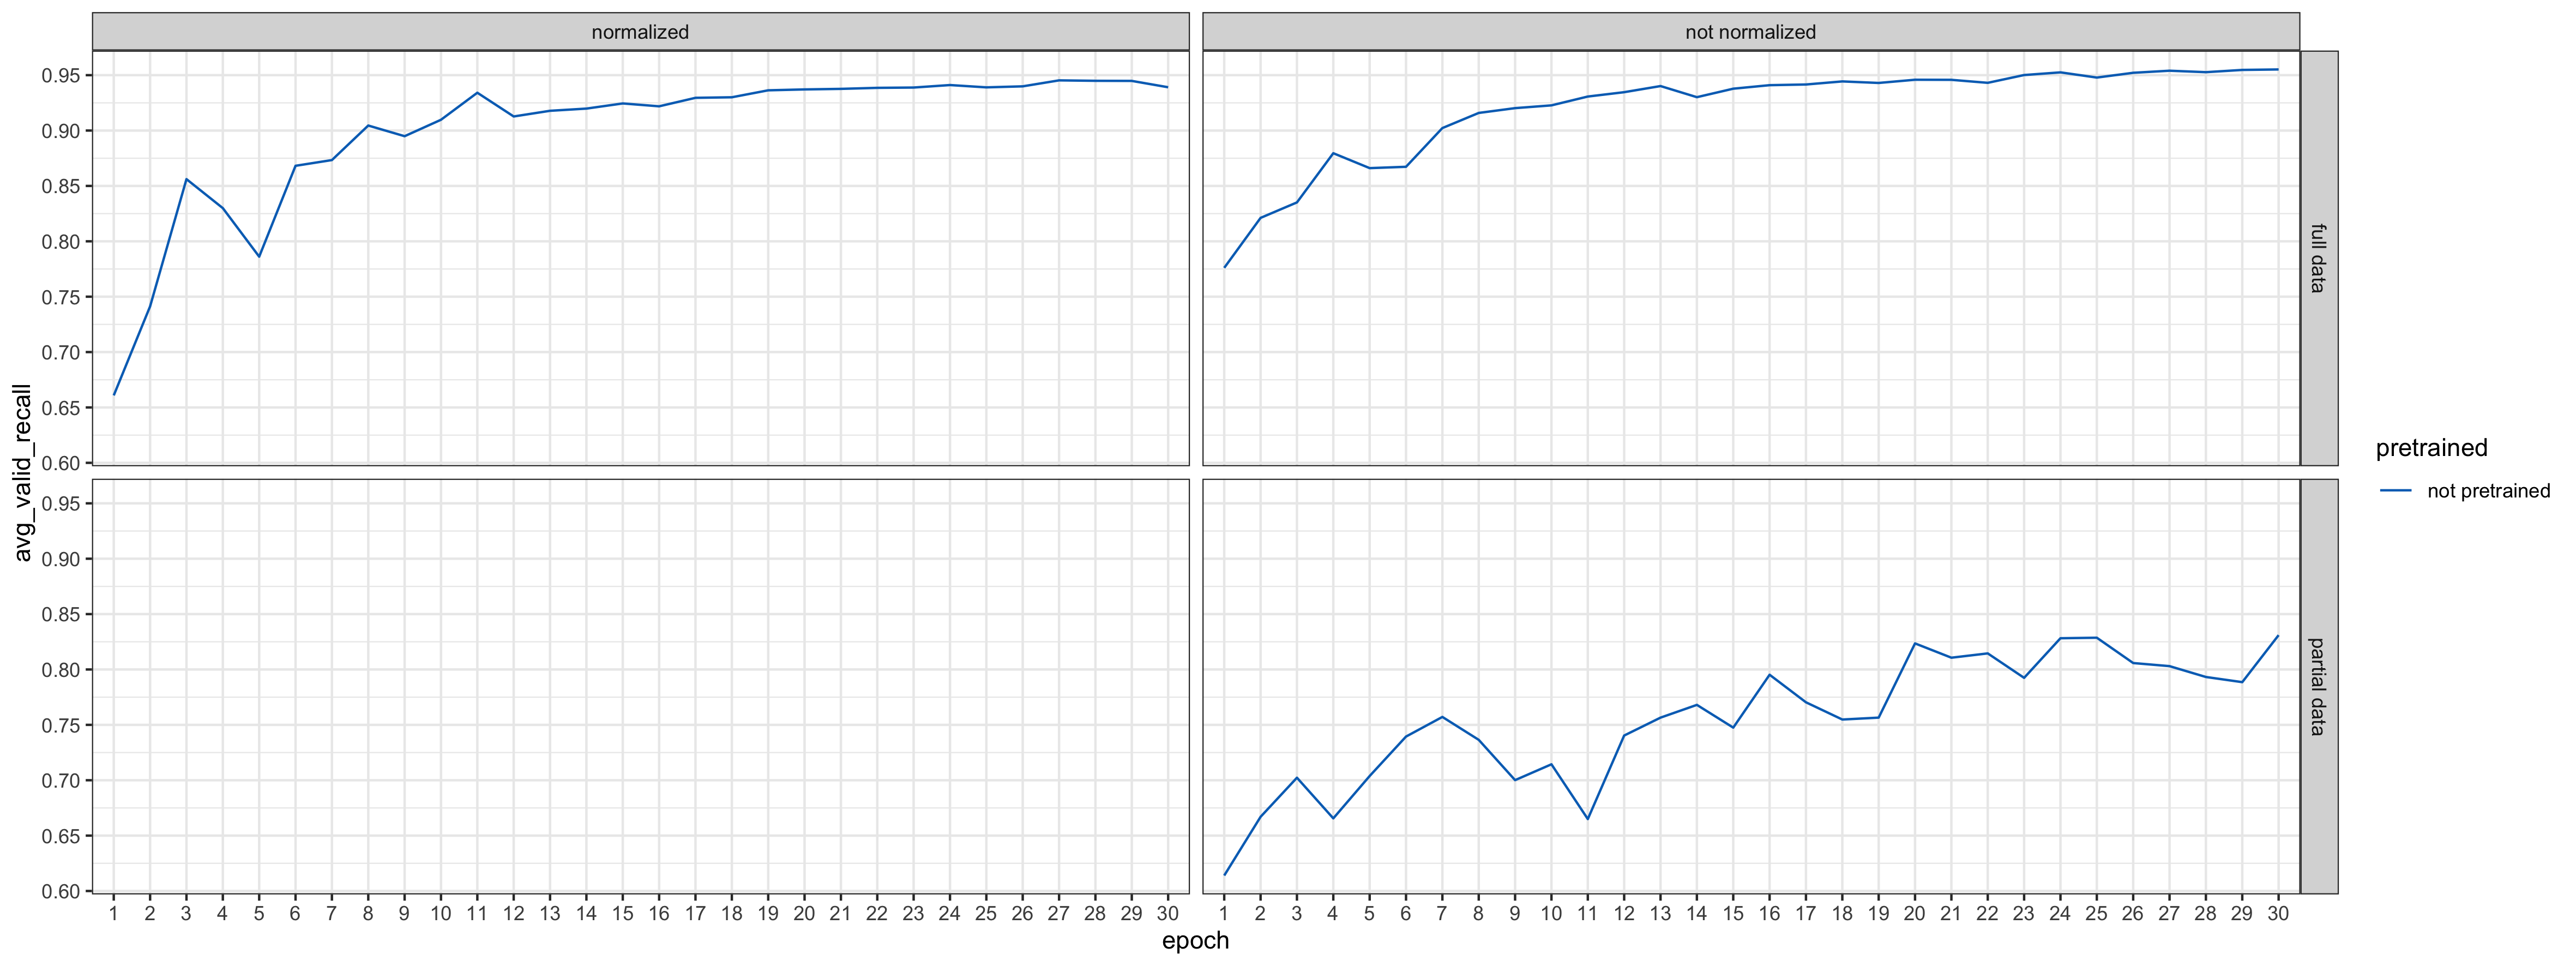 normalized
not normalized
0.95
0.90
0.85
0.80
0.75
0.70
0.65
0.60
full data
avg_valid_recall
0.95
0.90
0.85
0.80
0.75
0.70
0.65
0.60
partial data
1 2 3 4 5 6 7 8 9 10 11 12 13 14 15 16 17 18 19 20 21 22 23 24 25 26 27 28 29 30
1 2 3 4 5 6 7 8 9 10 11 12 13 14 15 16 17 18 19 20 21 22 23 24 25 26 27 28 29 30
epoch
pretrained
not pretrained